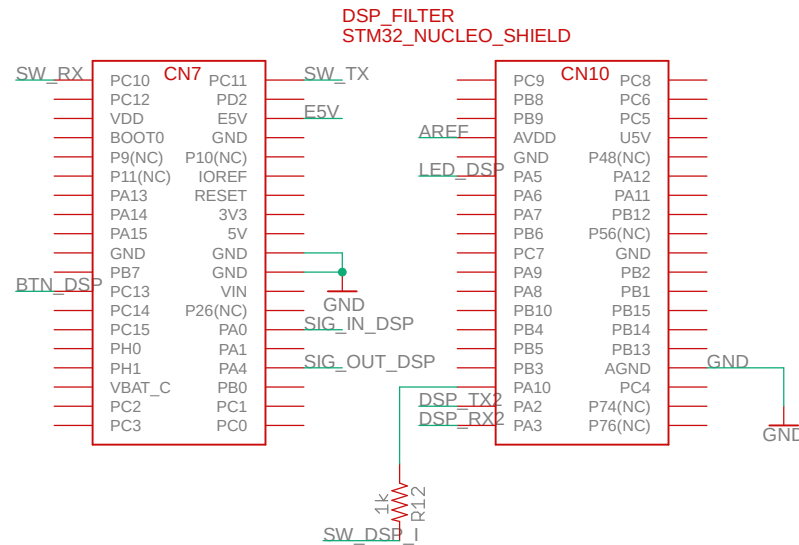 DSP_FILTER
STM32_NUCLEO_SHIELD
CN7
CN10
SW_RX PC10 PC11 SW_TX
PC12 PD2
VDD E5V E5V
BOOT0 GND
P9(NC) P10(NC)
P11(NC) IOREF
PA13 RESET
PA14 3V3
PA15 5V
GND GND
PB7 GND
BTN_DSP PC13 VIN
GND
PC14 P26(NC)
PC15 PA0 SIG_IN_DSP
PH0 PA1
PH1 PA4 SIG_OUT_DSP
VBAT_C PB0
PC2 PC1
PC3 PC0
PC9 PC8
PB8 PC6
PB9 PC5
AREF AVDD U5V
GND P48(NC)
LED_DSP PA5 PA12
PA6 PA11
PA7 PB12
PB6 P56(NC)
PC7 GND
PA9 PB2
PA8 PB1
PB10 PB15
PB4 PB14
PB5 PB13
PB3 AGND GND
PA10 PC4
DSP_TX2 PA2 P74(NC)
DSP_RX2 PA3 P76(NC)
GND
1k
R12
SW_DSP_I